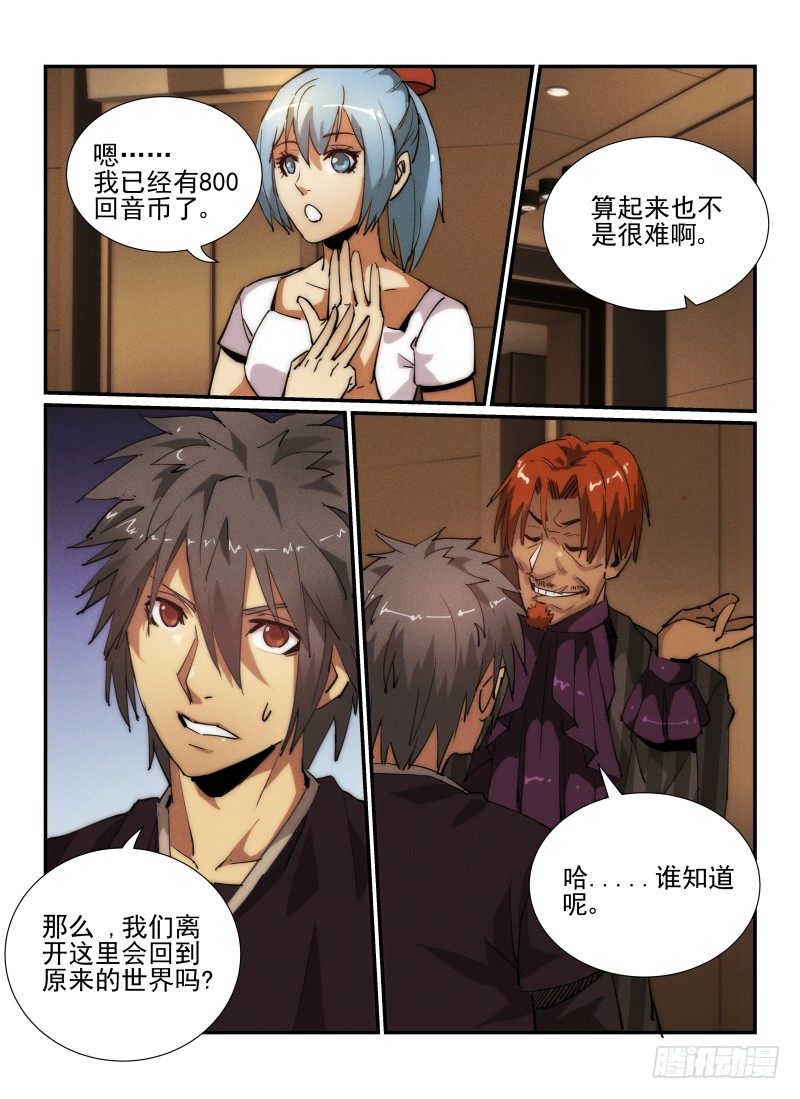 嗯……
我已经有800
回音币了。
算起来也不
是很难啊。
那么,我们离
开这里会回到
原来的世界吗?
哈.....谁知道
呢。
腾讯动漫